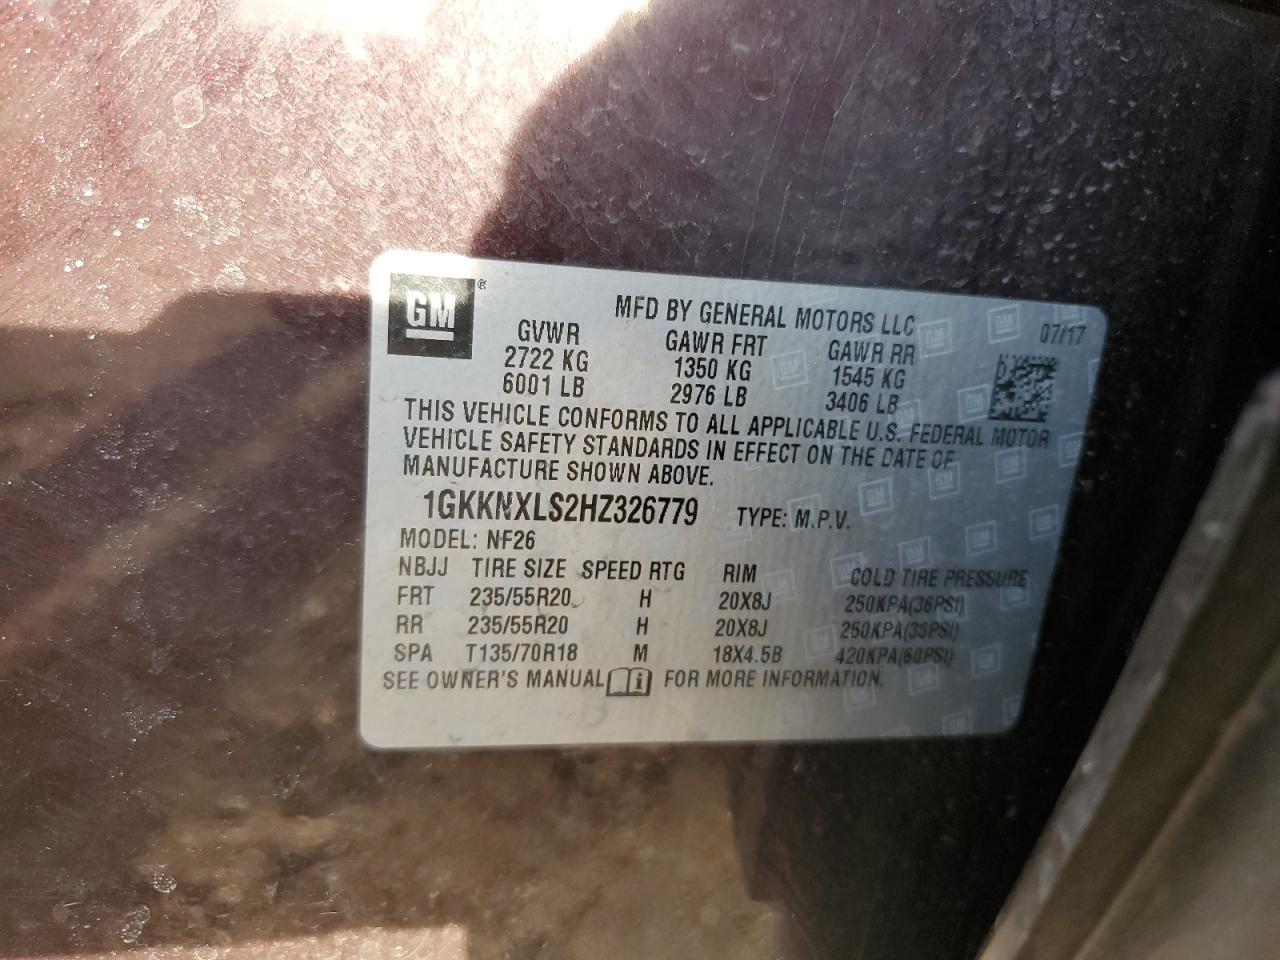 GM®
MFD BY GENERAL MOTORS LLC 07/17
GVWR GAWR FRT GAWR RR
2722 KG 1350 KG 1545 KG
6001 LB 2976 LB 3406 LB
THIS VEHICLE CONFORMS TO ALL APPLICABLE U.S. FEDERAL MOTOR
VEHICLE SAFETY STANDARDS IN EFFECT ON THE DATE OF
MANUFACTURE SHOWN ABOVE.
1GKKNXLS2HZ326779 TYPE: M.P.V.
MODEL: NF26
NBJJ TIRE SIZE SPEED RTG RIM COLD TIRE PRESSURE
FRT 235/55R20 H 20X8J 250KPA(36PSI)
RR 235/55R20 H 20X8J 250KPA(36PSI)
SPA T135/70R18 M 18X4.5B 420KPA(60PSI)
SEE OWNER'S MANUAL i FOR MORE INFORMATION.